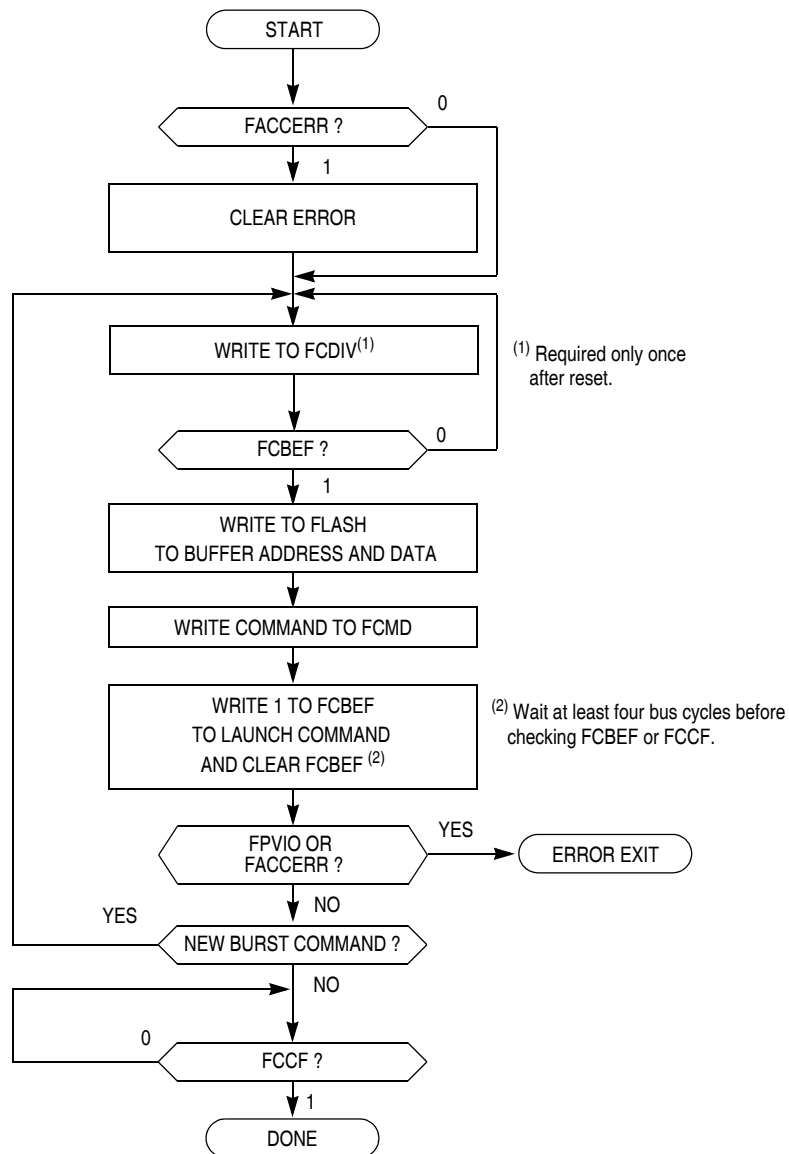 START
FACCERR ?
0
1
CLEAR ERROR
WRITE TO FCDIV(1)
(1) Required only once
after reset.
FCBEF ?
0
1
WRITE TO FLASH
TO BUFFER ADDRESS AND DATA
WRITE COMMAND TO FCMD
WRITE 1 TO FCBEF
TO LAUNCH COMMAND
AND CLEAR FCBEF (2)
(2) Wait at least four bus cycles before
checking FCBEF or FCCF.
FPVIO OR
FACCERR ?
YES
ERROR EXIT
NO
YES
NEW BURST COMMAND ?
NO
0
FCCF ?
1
DONE